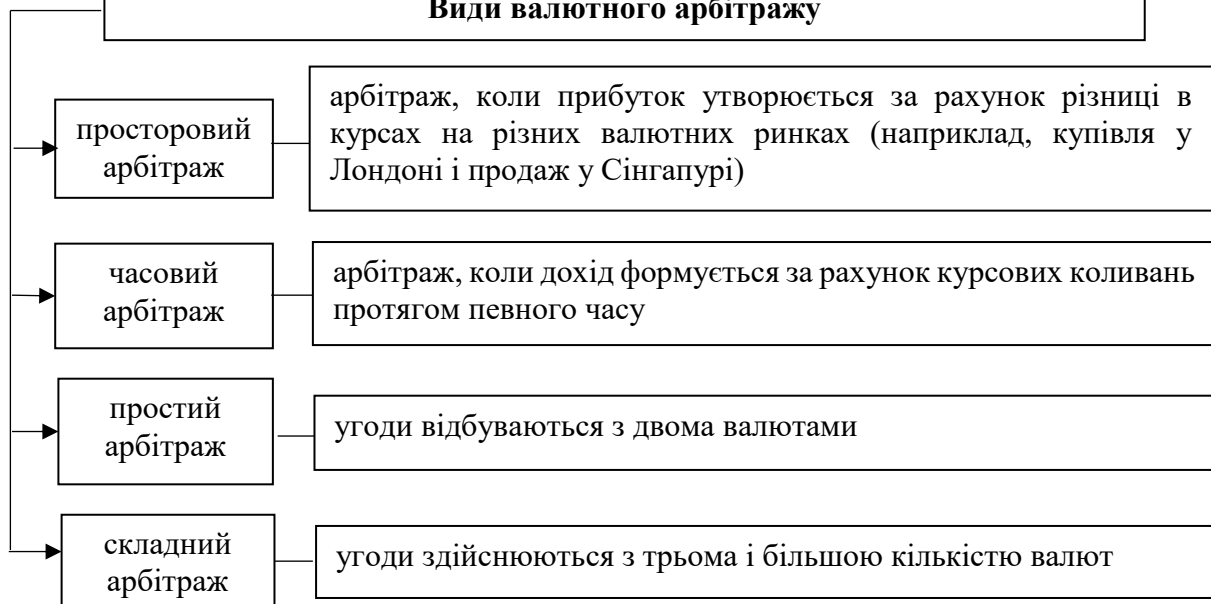 Види валютного арбітражу
просторовий
арбітраж
арбітраж, коли прибуток утворюється за рахунок різниці в
курсах на різних валютних ринках (наприклад, купівля у
Лондоні і продаж у Сінгапурі)
часовий
арбітраж
арбітраж, коли дохід формується за рахунок курсових коливань
протягом певного часу
простий
арбітраж
угоди відбуваються з двома валютами
складний
арбітраж
угоди здійснюються з трьома і більшою кількістю валют